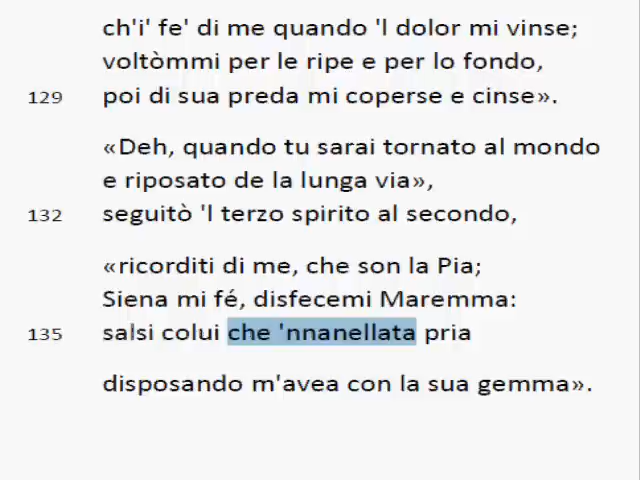 ch'i' fe' di me quando 'l dolor mi vinse;
voltòmmi per le ripe e per lo fondo,
129 poi di sua preda mi coperse e cinse».
«Deh, quando tu sarai tornato al mondo
e riposato de la lunga via»,
132 seguitò 'l terzo spirito al secondo,
«ricorditi di me, che son la Pia;
Siena mi fé, disfecemi Maremma:
135 salsi colui che 'nnanellata pria
disposando m'avea con la sua gemma».